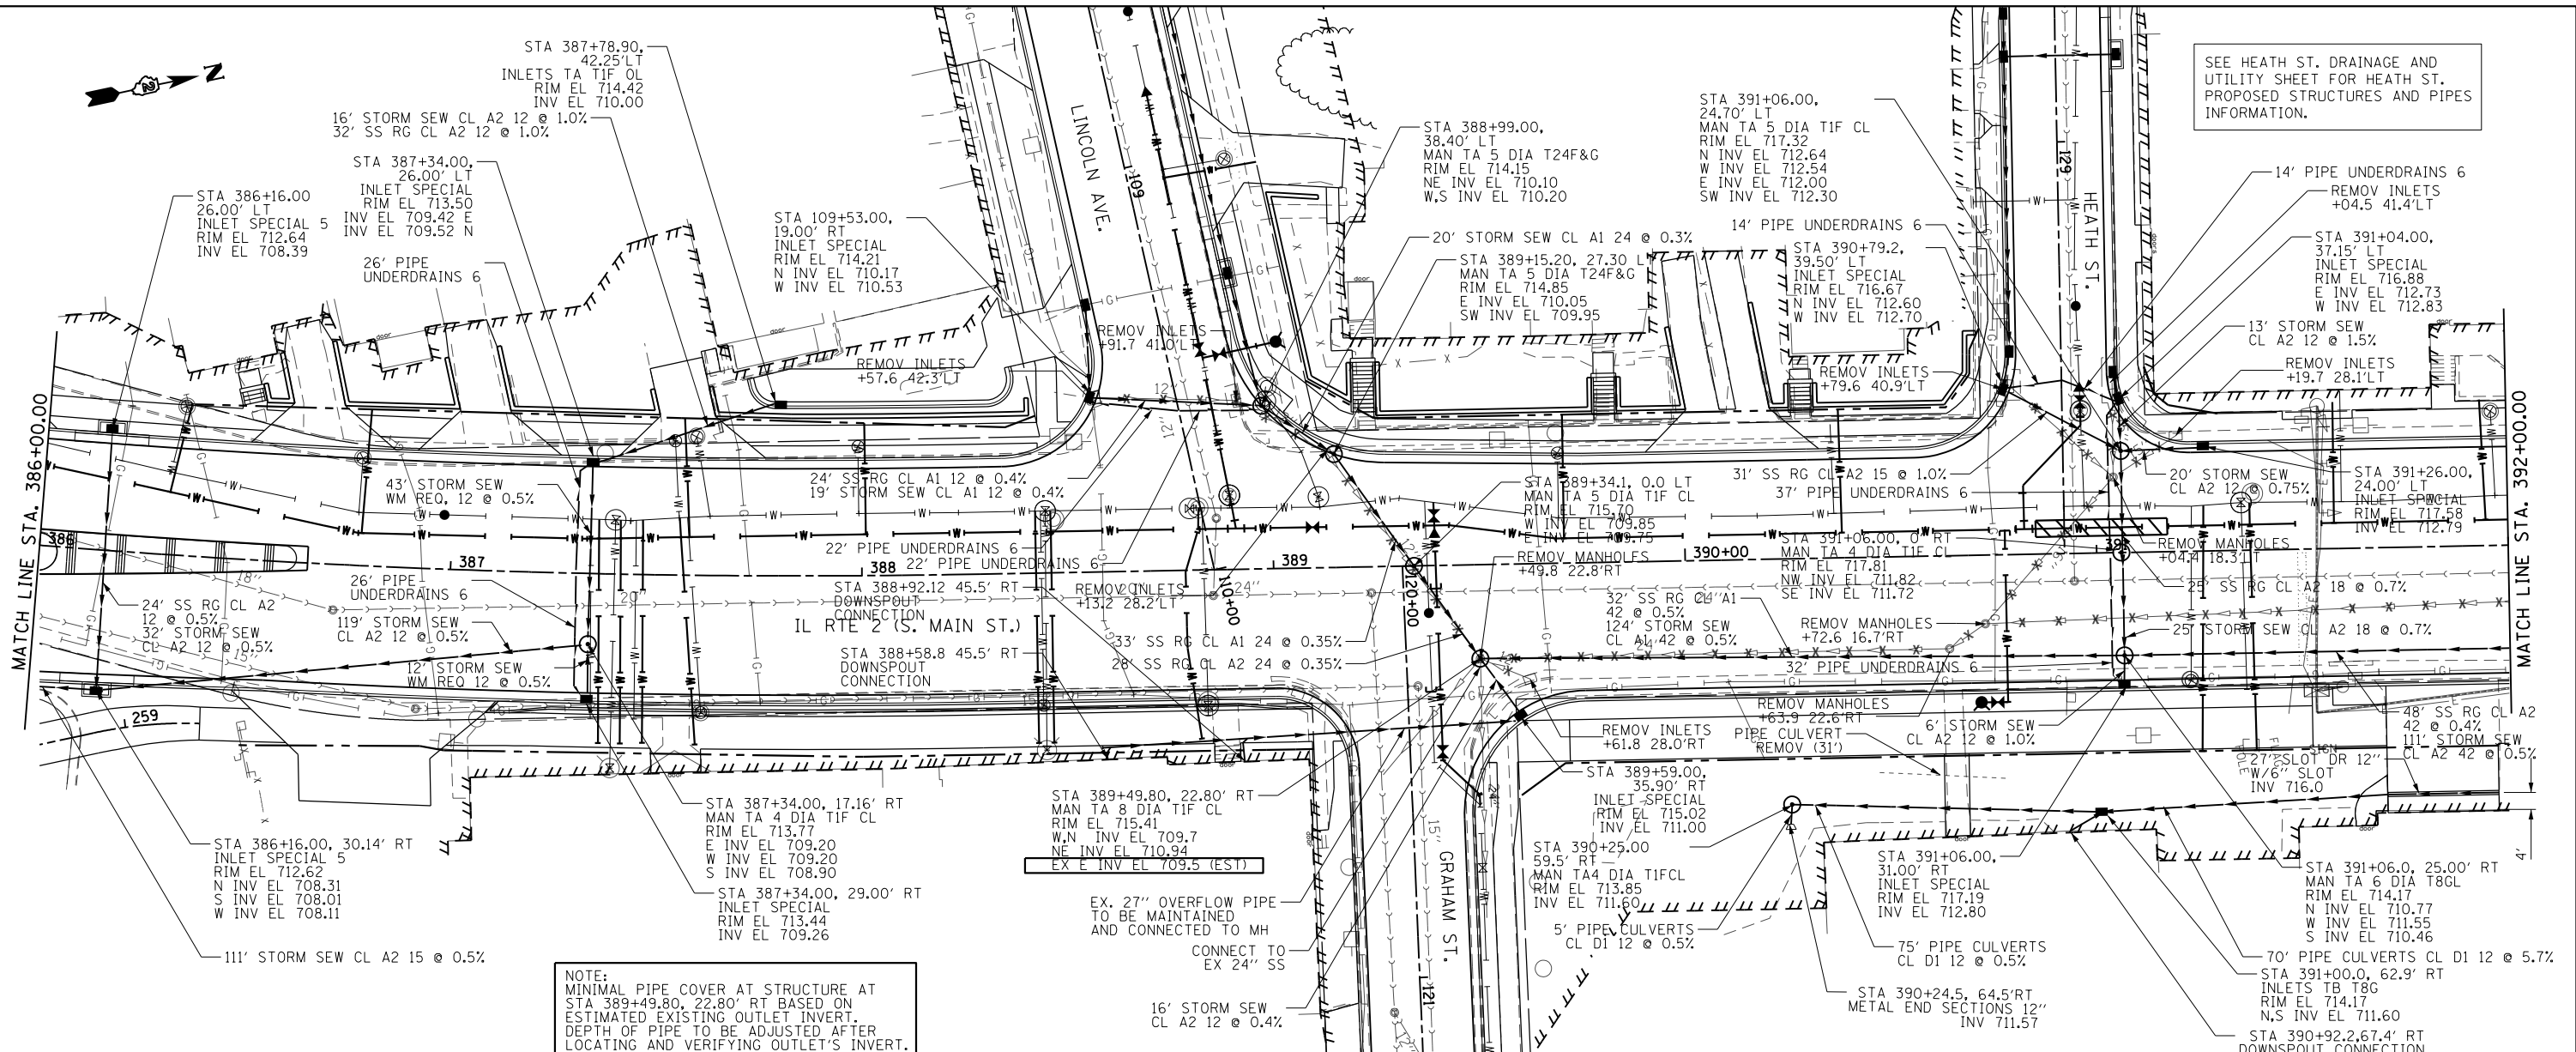 STA 387+78.90,
42.25'LT
INLETS TA T1F OL
RIM EL 714.42
INV EL 710.00
16' STORM SEW CL A2 12 @ 1.0%
32' SS RG CL A2 12 @ 1.0%
STA 387+34.00,
26.00' LT
INLET SPECIAL
RIM EL 713.50
INV EL 709.42 E
INV EL 709.52 N
STA 386+16.00
26.00' LT
INLET SPECIAL 5
RIM EL 712.64
INV EL 708.39
26' PIPE
UNDERDRAINS 6
STA 109+53.00,
19.00' RT
INLET SPECIAL
RIM EL 714.21
N INV EL 710.17
W INV EL 710.53
LINCOLN AVE.
109
STA 388+99.00,
38.40' LT
MAN TA 5 DIA T24F&G
RIM EL 714.15
NE INV EL 710.10
W,S INV EL 710.20
20' STORM SEW CL A1 24 @ 0.3%
STA 389+15.20, 27.30 LT
MAN TA 5 DIA T24F&G
RIM EL 714.85
E INV EL 710.05
SW INV EL 709.95
STA 391+06.00,
24.70' LT
MAN TA 5 DIA T1F CL
RIM EL 717.32
N INV EL 712.64
W INV EL 712.54
E INV EL 712.00
SW INV EL 712.30
14' PIPE UNDERDRAINS 6
STA 390+79.2,
39.50' LT
INLET SPECIAL
RIM EL 716.67
N INV EL 712.60
W INV EL 712.70
129
HEATH ST.
SEE HEATH ST. DRAINAGE AND
UTILITY SHEET FOR HEATH ST.
PROPOSED STRUCTURES AND PIPES
INFORMATION.
14' PIPE UNDERDRAINS 6
REMOV INLETS
+04.5 41.4'LT
STA 391+04.00,
37.15' LT
INLET SPECIAL
RIM EL 716.88
E INV EL 712.73
W INV EL 712.83
13' STORM SEW
CL A2 12 @ 1.5%
REMOV INLETS
+19.7 28.1'LT
REMOV INLETS
+91.7 41.0'LT
REMOV INLETS
+57.6 42.3'LT
REMOV INLETS
+79.6 40.9'LT
MATCH LINE STA. 386+00.00
MATCH LINE STA. 392+00.00
43' STORM SEW
WM REQ. 12 @ 0.5%
24' SS RG CL A1 12 @ 0.4%
19' STORM SEW CL A1 12 @ 0.4%
STA 389+34.1, 0.0 LT
MAN TA 5 DIA T1F CL
RIM EL 715.70
W INV EL 709.85
E INV EL 709.75
31' SS RG CL A2 15 @ 1.0%
37' PIPE UNDERDRAINS 6
20' STORM SEW
CL A2 12 @ 0.75%
STA 391+26.00,
24.00' LT
INLET SPECIAL
RIM EL 717.58
INV EL 712.79
386
387
388
389
390+00
391
22' PIPE UNDERDRAINS 6
22' PIPE UNDERDRAINS 6
REMOV MANHOLES
+49.8 22.8'RT
STA 391+06.00, 0' RT
MAN TA 4 DIA T1F CL
RIM EL 717.81
NW INV EL 711.82
SE INV EL 711.72
REMOV MANHOLES
+04.4 18.3'LT
25' SS RG CL A2 18 @ 0.7%
26' PIPE
UNDERDRAINS 6
STA 388+92.12 45.5' RT
DOWNSPOUT
CONNECTION
REMOV INLETS
+13.2 28.2'LT
110+00
120+00
24' SS RG CL A2
12 @ 0.5%
32' STORM SEW
CL A2 12 @ 0.5%
119' STORM SEW
CL A2 12 @ 0.5%
IL RTE 2 (S. MAIN ST.)
32' SS RG CL A1
42 @ 0.5%
124' STORM SEW
CL A1 42 @ 0.5%
REMOV MANHOLES
+72.6 16.7'RT
25' STORM SEW CL A2 18 @ 0.7%
33' SS RG CL A1 24 @ 0.35%
28' SS RG CL A2 24 @ 0.35%
STA 388+58.8 45.5' RT
DOWNSPOUT
CONNECTION
12' STORM SEW
WM REQ 12 @ 0.5%
32' PIPE UNDERDRAINS 6
259
REMOV MANHOLES
+63.9 22.6'RT
REMOV INLETS
+61.8 28.0'RT
PIPE CULVERT
REMOV (31')
6' STORM SEW
CL A2 12 @ 1.0%
48' SS RG CL A2
42 @ 0.4%
111' STORM SEW
CL A2 42 @ 0.5%
SIGN
27' SLOT DR 12"
W/6" SLOT
INV 716.0
4'
STA 386+16.00, 30.14' RT
INLET SPECIAL 5
RIM EL 712.62
N INV EL 708.31
S INV EL 708.01
W INV EL 708.11
111' STORM SEW CL A2 15 @ 0.5%
STA 387+34.00, 17.16' RT
MAN TA 4 DIA T1F CL
RIM EL 713.77
E INV EL 709.20
W INV EL 709.20
S INV EL 708.90
STA 387+34.00, 29.00' RT
INLET SPECIAL
RIM EL 713.44
INV EL 709.26
STA 389+49.80, 22.80' RT
MAN TA 8 DIA T1F CL
RIM EL 715.41
W,N INV EL 709.7
NE INV EL 710.94
EX E INV EL 709.5 (EST)
EX. 27" OVERFLOW PIPE
TO BE MAINTAINED
AND CONNECTED TO MH
CONNECT TO
EX 24" SS
16' STORM SEW
CL A2 12 @ 0.4%
GRAHAM ST.
121
STA 389+59.00,
35.90' RT
INLET SPECIAL
RIM EL 715.02
INV EL 711.00
STA 390+25.00
59.5' RT
MAN TA4 DIA T1FCL
RIM EL 713.85
INV EL 711.60
5' PIPE CULVERTS
CL D1 12 @ 0.5%
STA 391+06.00,
31.00' RT
INLET SPECIAL
RIM EL 717.19
INV EL 712.80
75' PIPE CULVERTS
CL D1 12 @ 0.5%
STA 390+24.5, 64.5'RT
METAL END SECTIONS 12"
INV 711.57
STA 391+06.0, 25.00' RT
MAN TA 6 DIA T8GL
RIM EL 714.17
N INV EL 710.77
W INV EL 711.55
S INV EL 710.46
70' PIPE CULVERTS CL D1 12 @ 5.7%
STA 391+00.0, 62.9' RT
INLETS TB T8G
RIM EL 714.17
N,S INV EL 711.60
STA 390+92.2,67.4' RT
DOWNSPOUT CONNECTION
NOTE:
MINIMAL PIPE COVER AT STRUCTURE AT
STA 389+49.80, 22.80' RT BASED ON
ESTIMATED EXISTING OUTLET INVERT.
DEPTH OF PIPE TO BE ADJUSTED AFTER
LOCATING AND VERIFYING OUTLET'S INVERT.